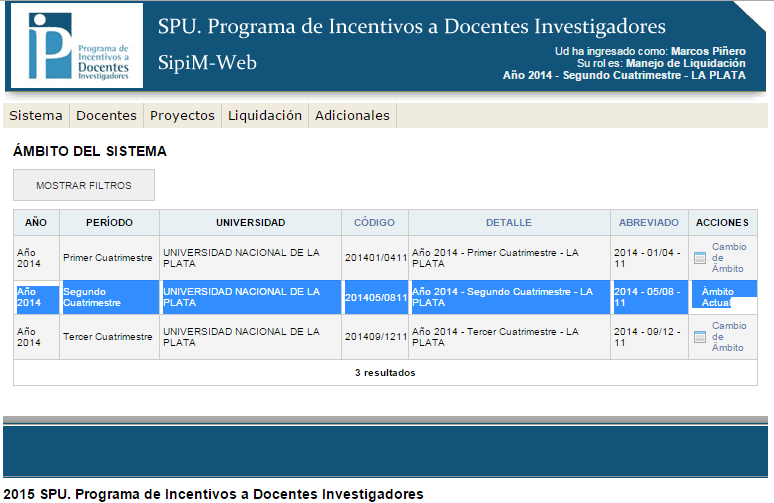 iP
Programa de
Incentivos a
Docentes
Investigadores
SPU. Programa de Incentivos a Docentes Investigadores
SipiM-Web
Ud ha ingresado como: Marcos Piñero
Su rol es: Manejo de Liquidación
Año 2014 - Segundo Cuatrimestre - LA PLATA
Sistema Docentes Proyectos Liquidación Adicionales
ÁMBITO DEL SISTEMA
MOSTRAR FILTROS
AÑO PERÍODO UNIVERSIDAD CÓDIGO DETALLE ABREVIADO ACCIONES
Año 2014 Primer Cuatrimestre UNIVERSIDAD NACIONAL DE LA PLATA 201401/0411 Año 2014 - Primer Cuatrimestre - LA PLATA 2014 - 01/04 - 11 Cambio de Ámbito
Año 2014 Segundo Cuatrimestre UNIVERSIDAD NACIONAL DE LA PLATA 201405/0811 Año 2014 - Segundo Cuatrimestre - LA PLATA 2014 - 05/08 - 11 Ámbito Actual
Año 2014 Tercer Cuatrimestre UNIVERSIDAD NACIONAL DE LA PLATA 201409/1211 Año 2014 - Tercer Cuatrimestre - LA PLATA 2014 - 09/12 - 11 Cambio de Ámbito
3 resultados
2015 SPU. Programa de Incentivos a Docentes Investigadores